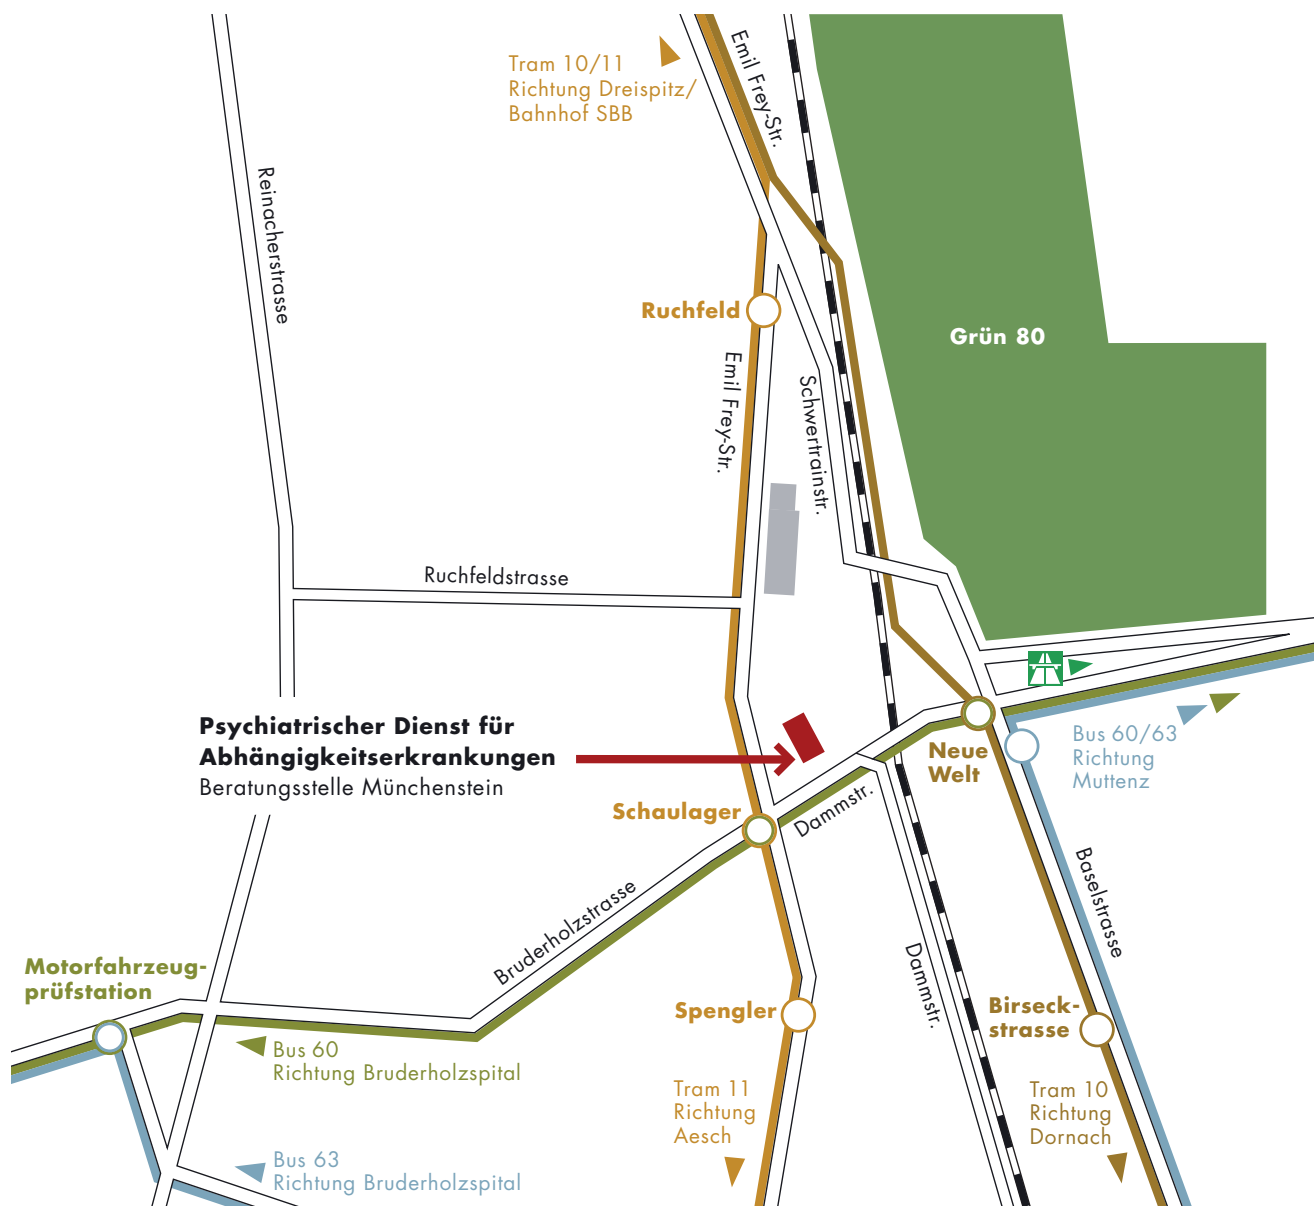 Tram 10/11
Richtung Dreispitz/
Bahnhof SBB
Emil Frey-Str.
Reinacherstrasse
Ruchfeld
Grün 80
Emil Frey-Str.
Schwertrainstr.
Ruchfeldstrasse
Psychiatrischer Dienst für
Abhängigkeitserkrankungen
Beratungsstelle Münchenstein
Neue
Welt
Bus 60/63
Richtung
Muttenz
Schaulager
Dammstr.
Baselstrasse
Bruderholzstrasse
Dammstr.
Motorfahrzeug-
prüfstation
Spengler
Birseck-
strasse
Bus 60
Richtung Bruderholzspital
Tram 11
Richtung
Aesch
Tram 10
Richtung
Dornach
Bus 63
Richtung Bruderholzspital